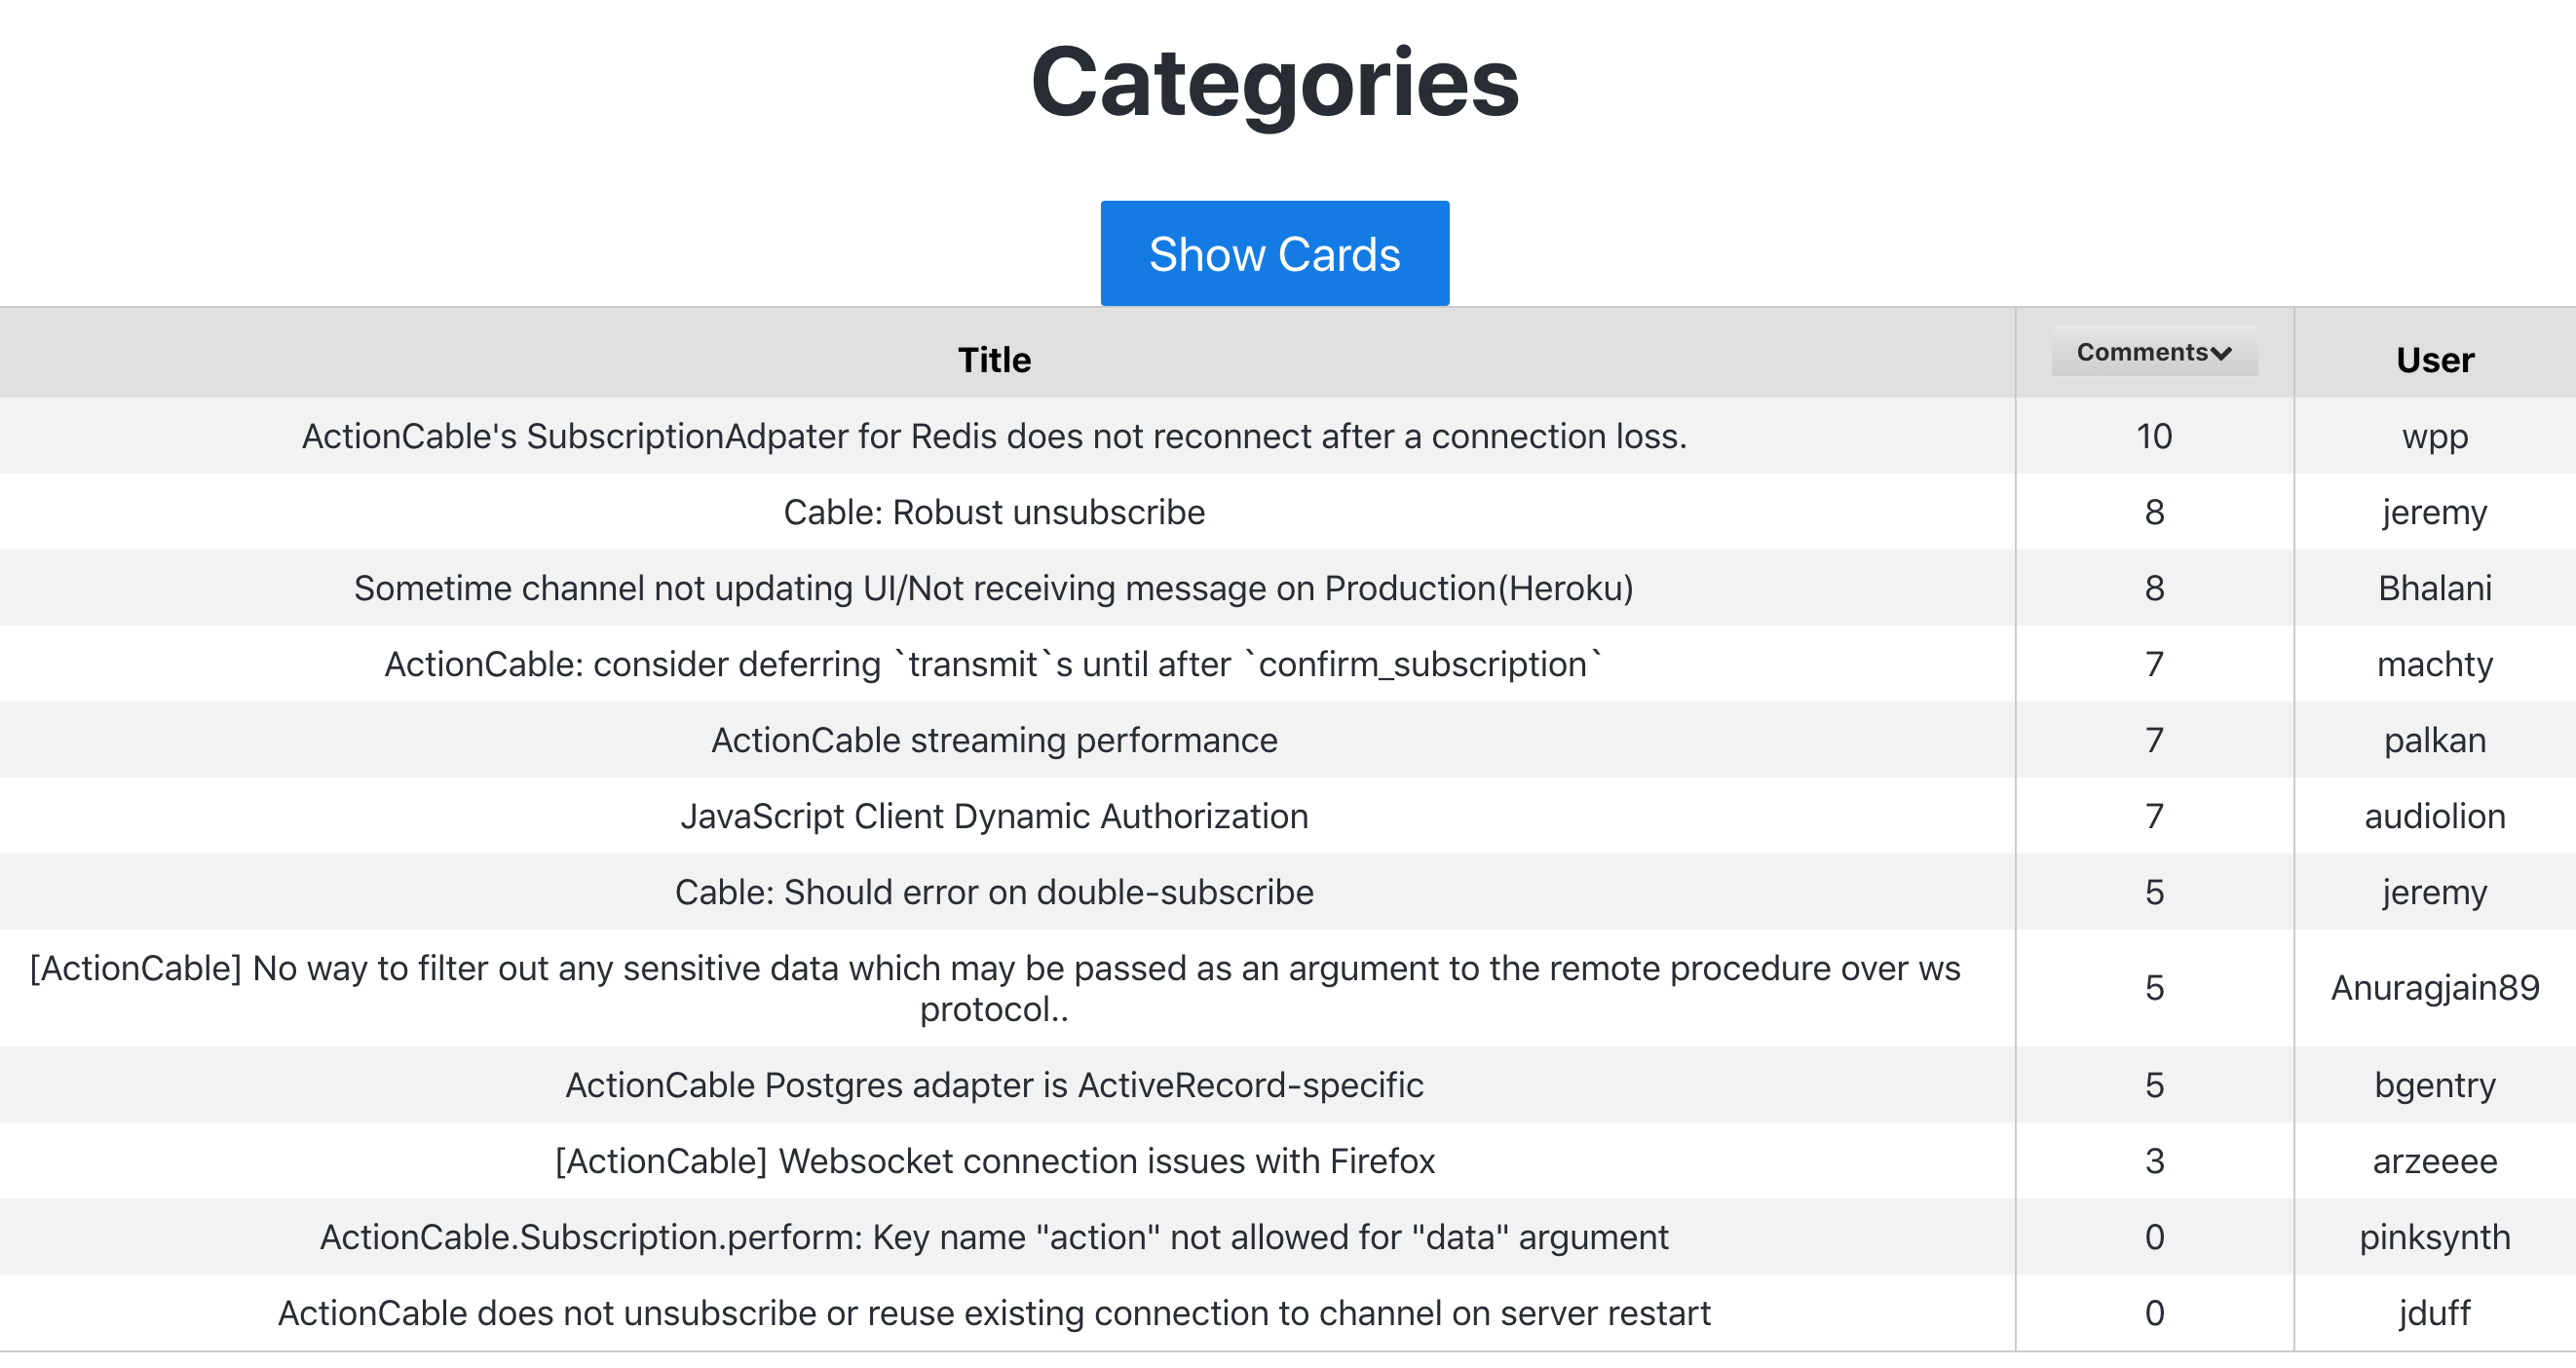 Categories
Show Cards
Title Comments User
ActionCable's SubscriptionAdpater for Redis does not reconnect after a connection loss. 10 wpp
Cable: Robust unsubscribe 8 jeremy
Sometime channel not updating UI/Not receiving message on Production(Heroku) 8 Bhalani
ActionCable: consider deferring `transmit`s until after `confirm_subscription` 7 machty
ActionCable streaming performance 7 palkan
JavaScript Client Dynamic Authorization 7 audiolion
Cable: Should error on double-subscribe 5 jeremy
[ActionCable] No way to filter out any sensitive data which may be passed as an argument to the remote procedure over ws
protocol.. 5 Anuragjain89
ActionCable Postgres adapter is ActiveRecord-specific 5 bgentry
[ActionCable] Websocket connection issues with Firefox 3 arzeeee
ActionCable.Subscription.perform: Key name "action" not allowed for "data" argument 0 pinksynth
ActionCable does not unsubscribe or reuse existing connection to channel on server restart 0 jduff